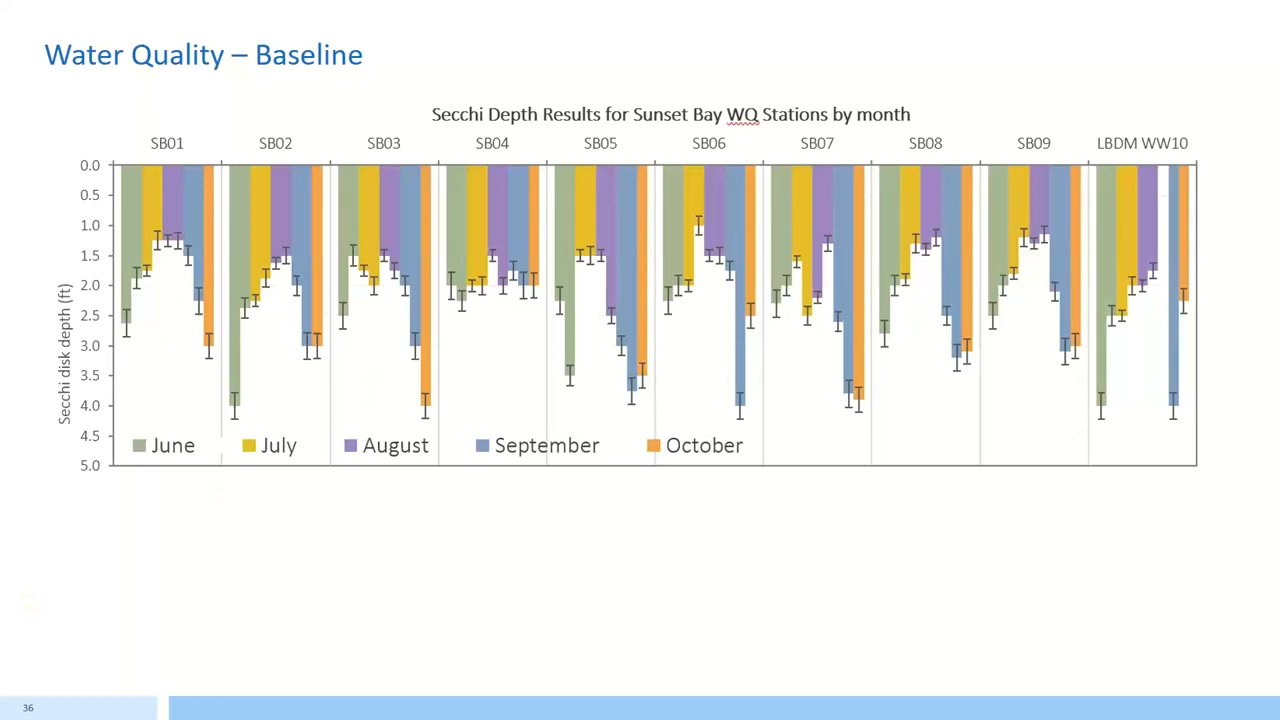 Water Quality – Baseline
Secchi Depth Results for Sunset Bay WQ Stations by month
SB01 SB02 SB03 SB04 SB05 SB06 SB07 SB08 SB09 LBDM WW10
Secchi disk depth (ft)
0.0
0.5
1.0
1.5
2.0
2.5
3.0
3.5
4.0
4.5
5.0
June July August September October
36